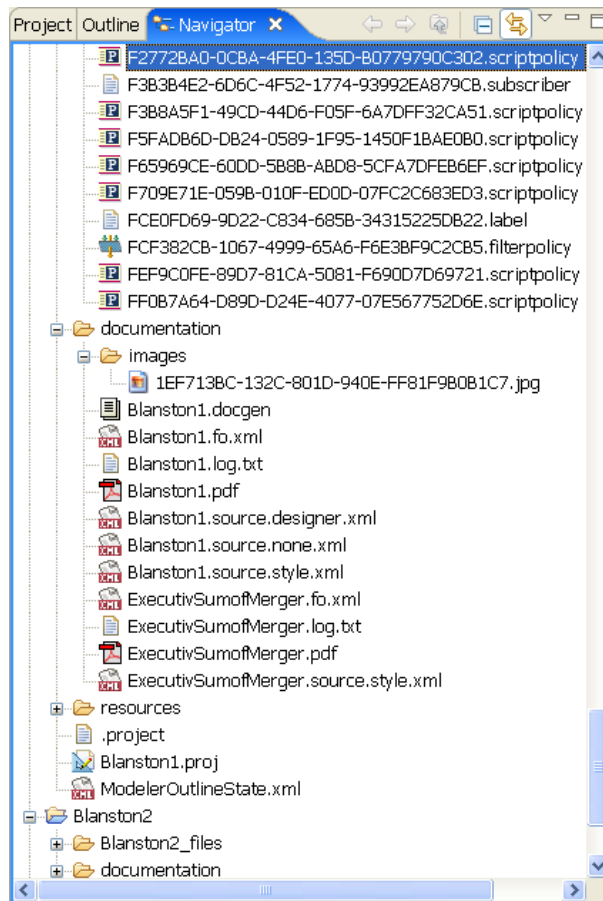 Project Outline Navigator
F2772BA0-0CBA-4FE0-135D-B0779790C302.scriptpolicy
F3B3B4E2-6D6C-4F52-1774-93992EA879CB.subscriber
F3B8A5F1-49CD-44D6-F05F-6A7DFF32CA51.scriptpolicy
F5FADB6D-DB24-0589-1F95-1450F1BAE0B0.scriptpolicy
F65969CE-60DD-5B8B-ABD8-5CFA7DFEB6EF.scriptpolicy
F709E71E-059B-010F-ED0D-07FC2C683ED3.scriptpolicy
FCE0FD69-9D22-C834-685B-34315225DB22.label
FCF382CB-1067-4999-65A6-F6E3BF9C2CB5.filterpolicy
FEF9C0FE-89D7-81CA-5081-F690D7D69721.scriptpolicy
FF0B7A64-D89D-D24E-4077-07E567752D6E.scriptpolicy
documentation
images
1EF713BC-132C-801D-940E-FF81F9B0B1C7.jpg
Blanston1.docgen
Blanston1.fo.xml
Blanston1.log.txt
Blanston1.pdf
Blanston1.source.designer.xml
Blanston1.source.none.xml
Blanston1.source.style.xml
ExecutivSumofMerger.fo.xml
ExecutivSumofMerger.log.txt
ExecutivSumofMerger.pdf
ExecutivSumofMerger.source.style.xml
resources
.project
Blanston1.proj
ModelerOutlineState.xml
Blanston2
Blanston2_files
documentation